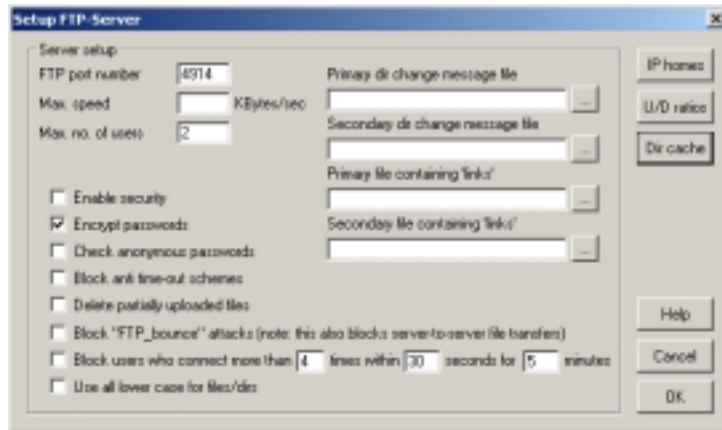 Setup FTP-Server
Server setup
FTP port number 4914
Max. speed KBytes/sec
Max. no. of users 2
Primary dir change message file
...
Secondary dir change message file
...
Primary file containing 'links'
...
Secondary file containing 'links'
...
Enable security
Encrypt passwords
Check anonymous passwords
Block anti time-out schemes
Delete partially uploaded files
Block "FTP_bounce" attacks (note: this also blocks server-to-server file transfers)
Block users who connect more than 4 times within 30 seconds for 5 minutes
Use all lower case for files/dirs
IP homes
U/D ratios
Dir cache
Help
Cancel
OK